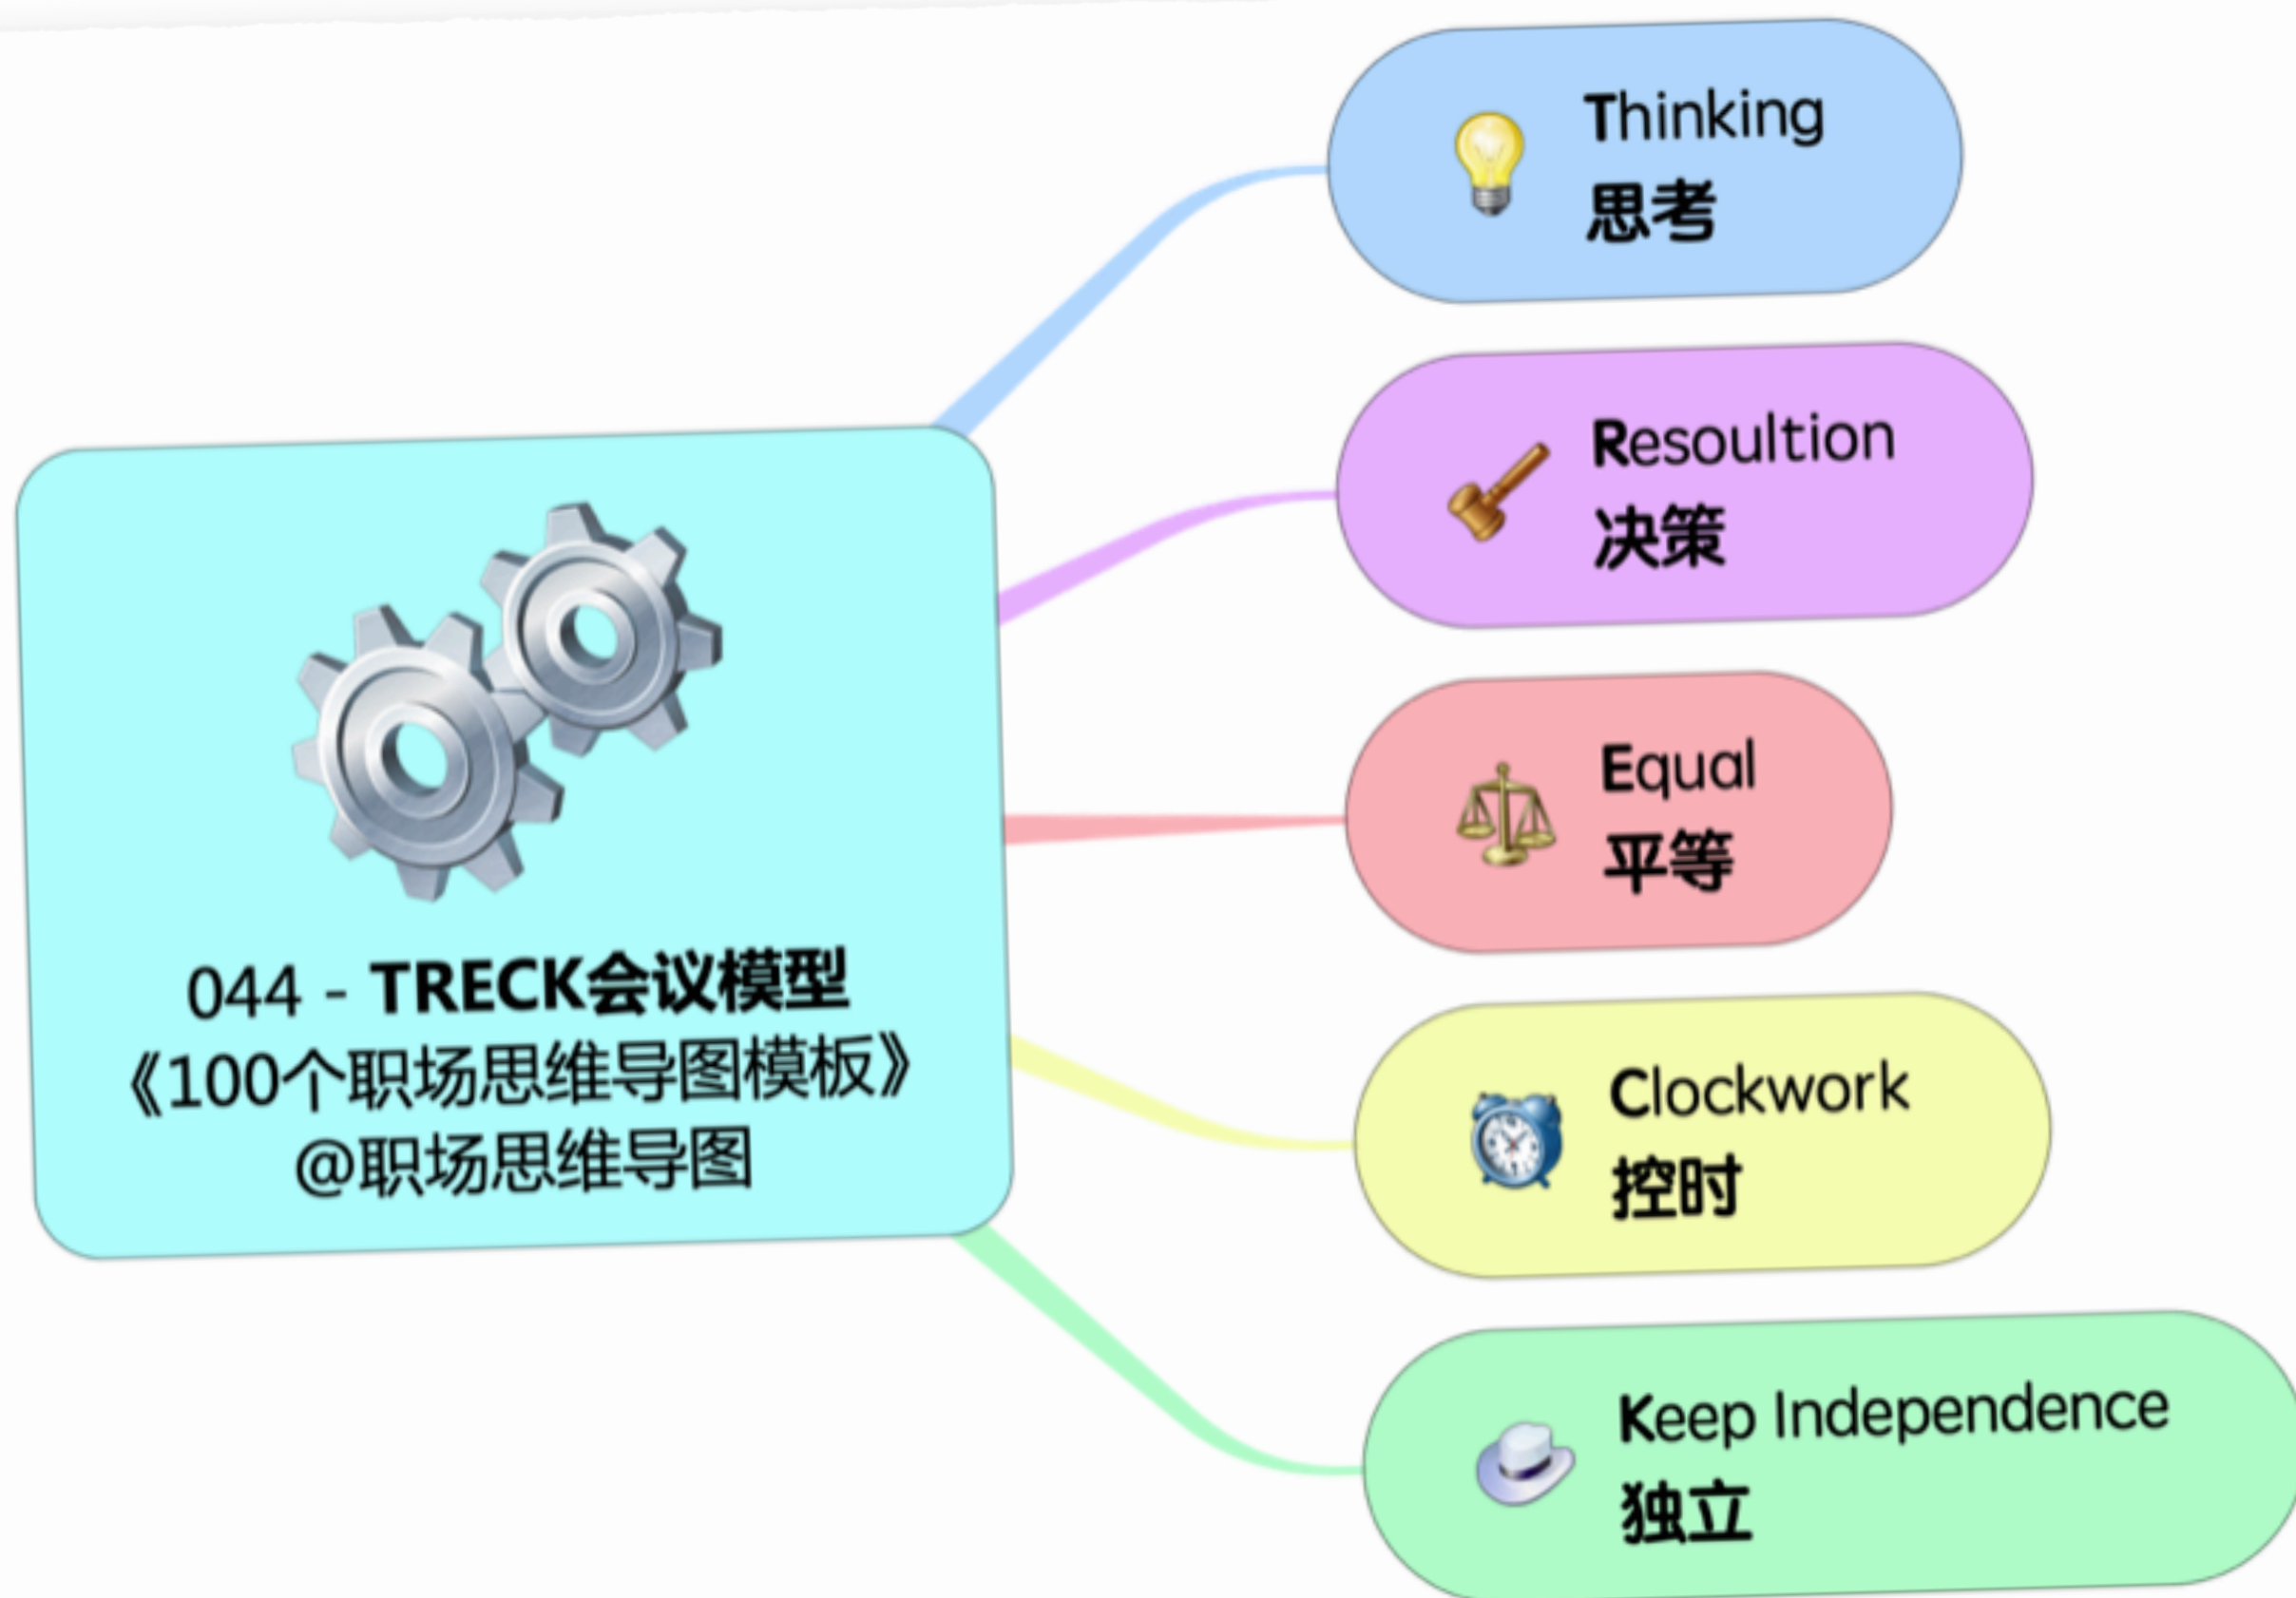 044 - TRECK会议模型
《100个职场思维导图模板》
@职场思维导图
Thinking
思考
Resoultion
决策
Equal
平等
Clockwork
控时
Keep Independence
独立